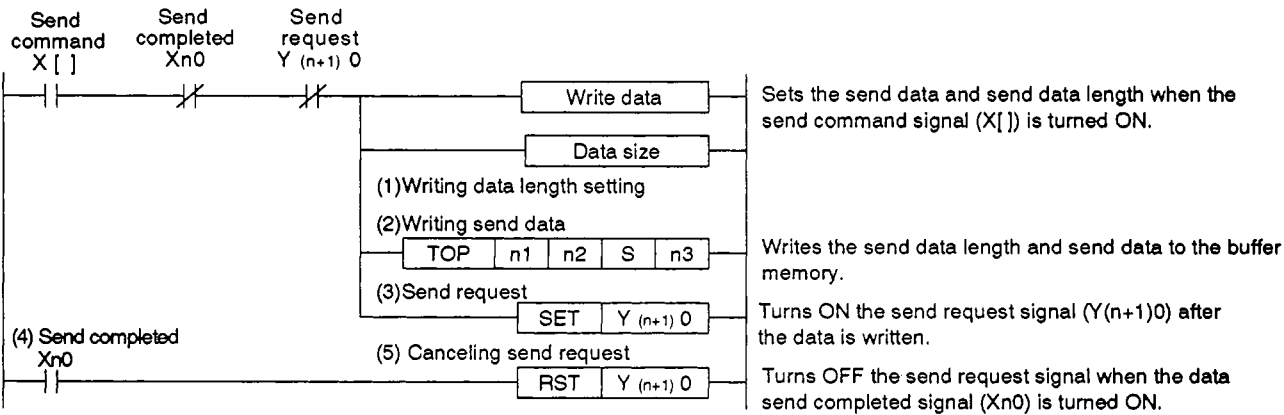 Send
command
X [ ]
Send
completed
Xn0
Send
request
Y (n+1) 0
Write data
Sets the send data and send data length when the
send command signal (X[ ]) is turned ON.
Data size
(1)Writing data length setting
(2)Writing send data
TOP n1 n2 S n3
Writes the send data length and send data to the buffer
memory.
(3)Send request
SET Y (n+1) 0
Turns ON the send request signal (Y(n+1)0) after
the data is written.
(4) Send completed
Xn0
(5) Canceling send request
RST Y (n+1) 0
Turns OFF the send request signal when the data
send completed signal (Xn0) is turned ON.